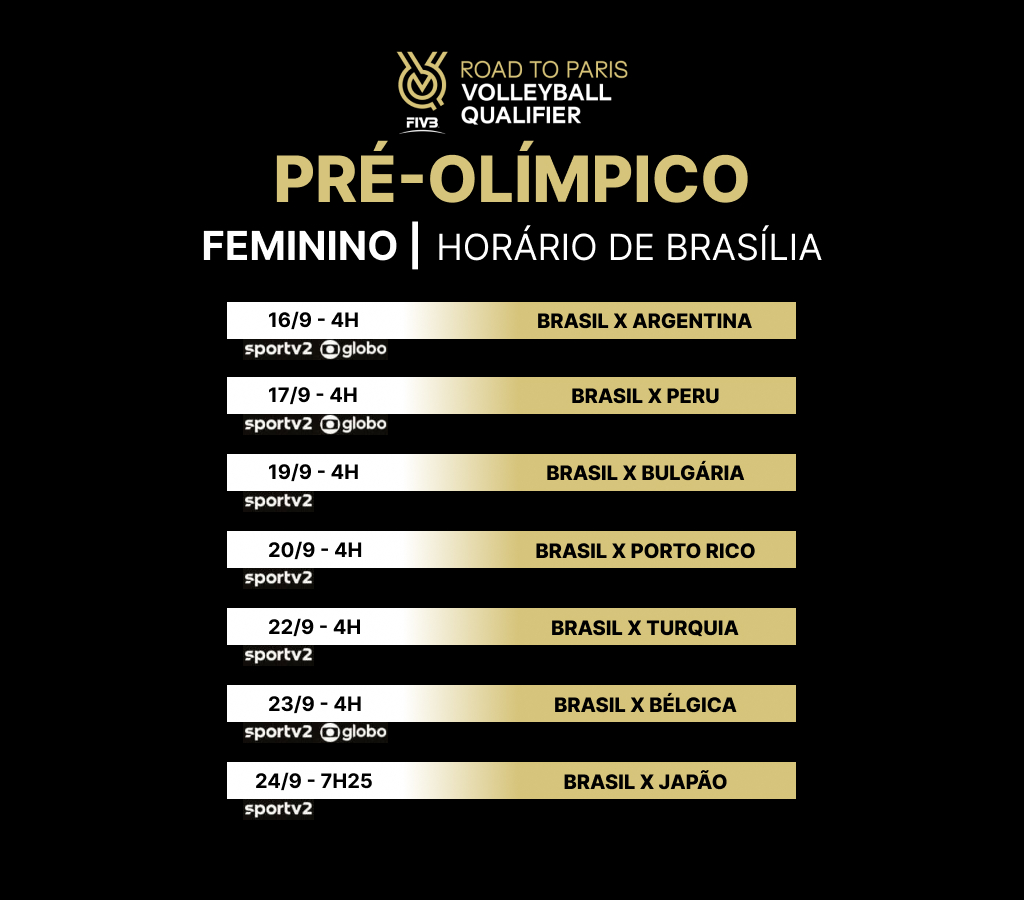 ROAD TO PARIS
VOLLEYBALL
QUALIFIER
FIVB
PRÉ-OLÍMPICO
FEMININO | HORÁRIO DE BRASÍLIA
16/9 - 4H BRASIL X ARGENTINA
sportv2 globo
17/9 - 4H BRASIL X PERU
sportv2 globo
19/9 - 4H BRASIL X BULGÁRIA
sportv2
20/9 - 4H BRASIL X PORTO RICO
sportv2
22/9 - 4H BRASIL X TURQUIA
sportv2
23/9 - 4H BRASIL X BÉLGICA
sportv2 globo
24/9 - 7H25 BRASIL X JAPÃO
sportv2